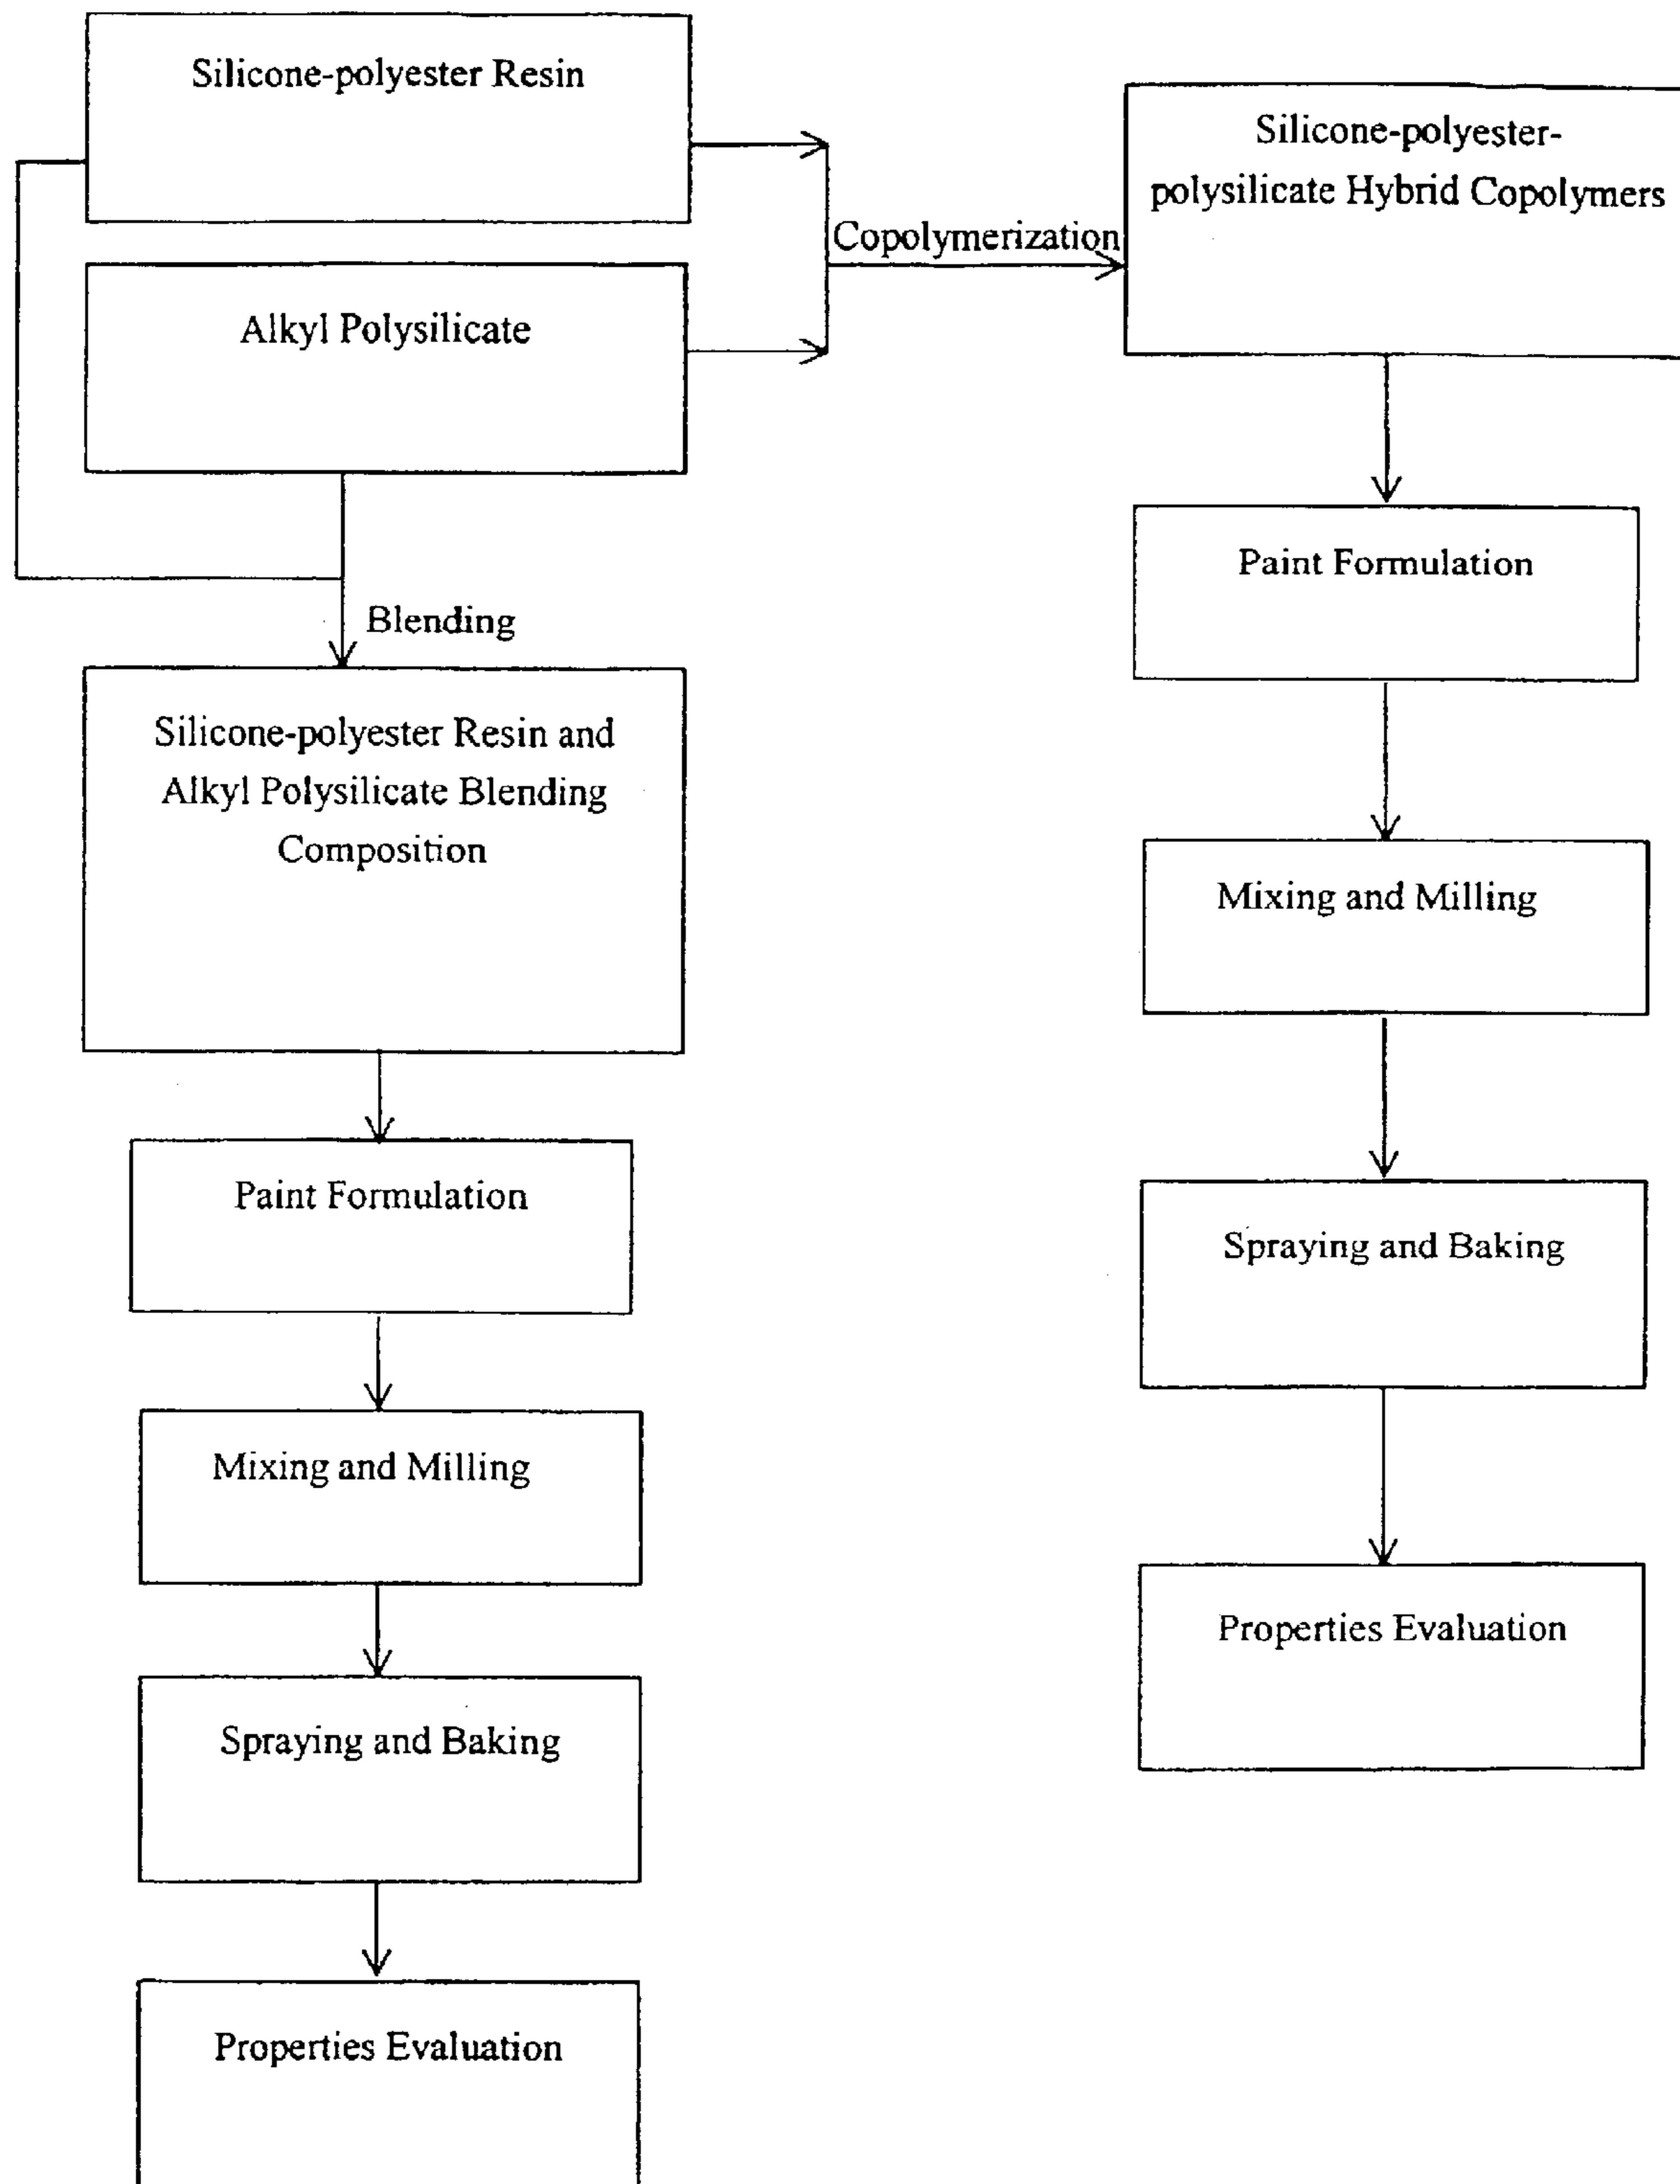 Silicone-polyester Resin
Alkyl Polysilicate
Blending
Silicone-polyester Resin and
Alkyl Polysilicate Blending
Composition
Paint Formulation
Mixing and Milling
Spraying and Baking
Properties Evaluation
Copolymerization
Silicone-polyester-
polysilicate Hybrid Copolymers
Paint Formulation
Mixing and Milling
Spraying and Baking
Properties Evaluation